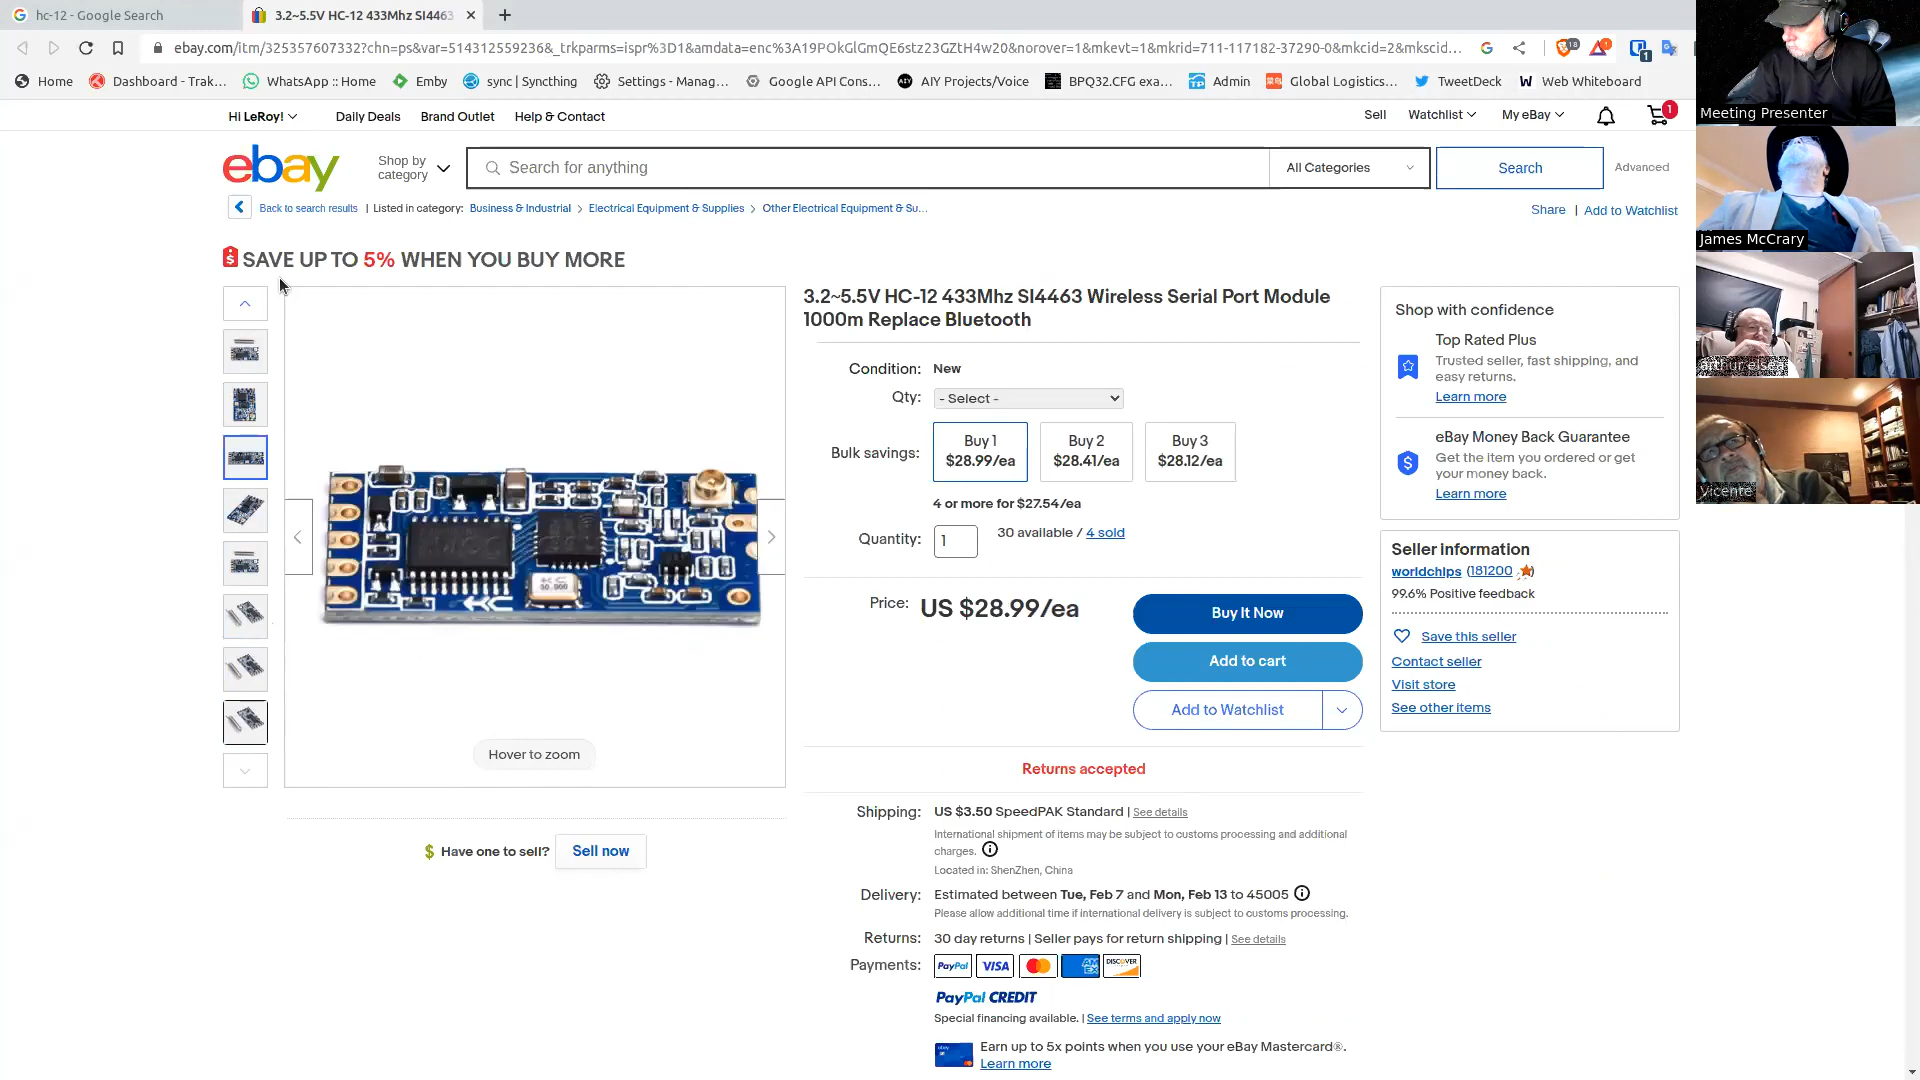 hc-12 - Google Search
3.2~5.5V HC-12 433Mhz SI4463
ebay.com/itm/325357607332?chn=ps&var=514312559236&_trkparms=ispr%3D1&amdata=enc%3A19POkGlGmQE6stz23GZtH4w20&norover=1&mkevt=1&mkrid=711-117182-37290-0&mkcid=2&mkscid...
18
1
1
Home
Dashboard - Trak...
WhatsApp :: Home
Emby
sync | Syncthing
Settings - Manag...
Google API Cons...
AIY Projects/Voice
BPQ32.CFG exa...
Admin
Global Logistics...
TweetDeck
Web Whiteboard
Hi LeRoy!
Daily Deals
Brand Outlet
Help & Contact
Sell
Watchlist
My eBay
1
ebay
Shop by
category
Search for anything
All Categories
Search
Advanced
Back to search results | Listed in category: Business & Industrial > Electrical Equipment & Supplies > Other Electrical Equipment & Su...
Share | Add to Watchlist
SAVE UP TO 5% WHEN YOU BUY MORE
3.2~5.5V HC-12 433Mhz SI4463 Wireless Serial Port Module
1000m Replace Bluetooth
Condition: New
Qty: - Select -
Bulk savings:
Buy 1
$28.99/ea
Buy 2
$28.41/ea
Buy 3
$28.12/ea
4 or more for $27.54/ea
Quantity: 1 30 available / 4 sold
Price: US $28.99/ea
Buy It Now
Add to cart
Add to Watchlist
Returns accepted
Shipping: US $3.50 SpeedPAK Standard | See details
International shipment of items may be subject to customs processing and additional
charges.
Located in: ShenZhen, China
Delivery: Estimated between Tue, Feb 7 and Mon, Feb 13 to 45005
Please allow additional time if international delivery is subject to customs processing.
Returns: 30 day returns | Seller pays for return shipping | See details
Payments: PayPal VISA AMEX DISCOVER
PayPal CREDIT
Special financing available. | See terms and apply now
Earn up to 5x points when you use your eBay Mastercard®.
Learn more
Hover to zoom
Have one to sell? Sell now
Shop with confidence
Top Rated Plus
Trusted seller, fast shipping, and
easy returns.
Learn more
eBay Money Back Guarantee
Get the item you ordered or get
your money back.
Learn more
Seller information
worldchips (181200)
99.6% Positive feedback
Save this seller
Contact seller
Visit store
See other items
Meeting Presenter
James McCrary
Vicente